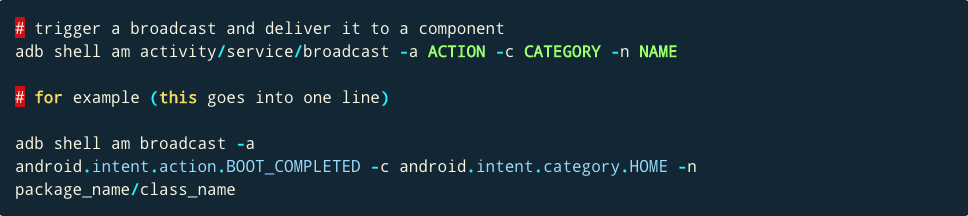 # trigger a broadcast and deliver it to a component
adb shell am activity/service/broadcast -a ACTION -c CATEGORY -n NAME
# for example (this goes into one line)
adb shell am broadcast -a
android.intent.action.BOOT_COMPLETED -c android.intent.category.HOME -n
package_name/class_name